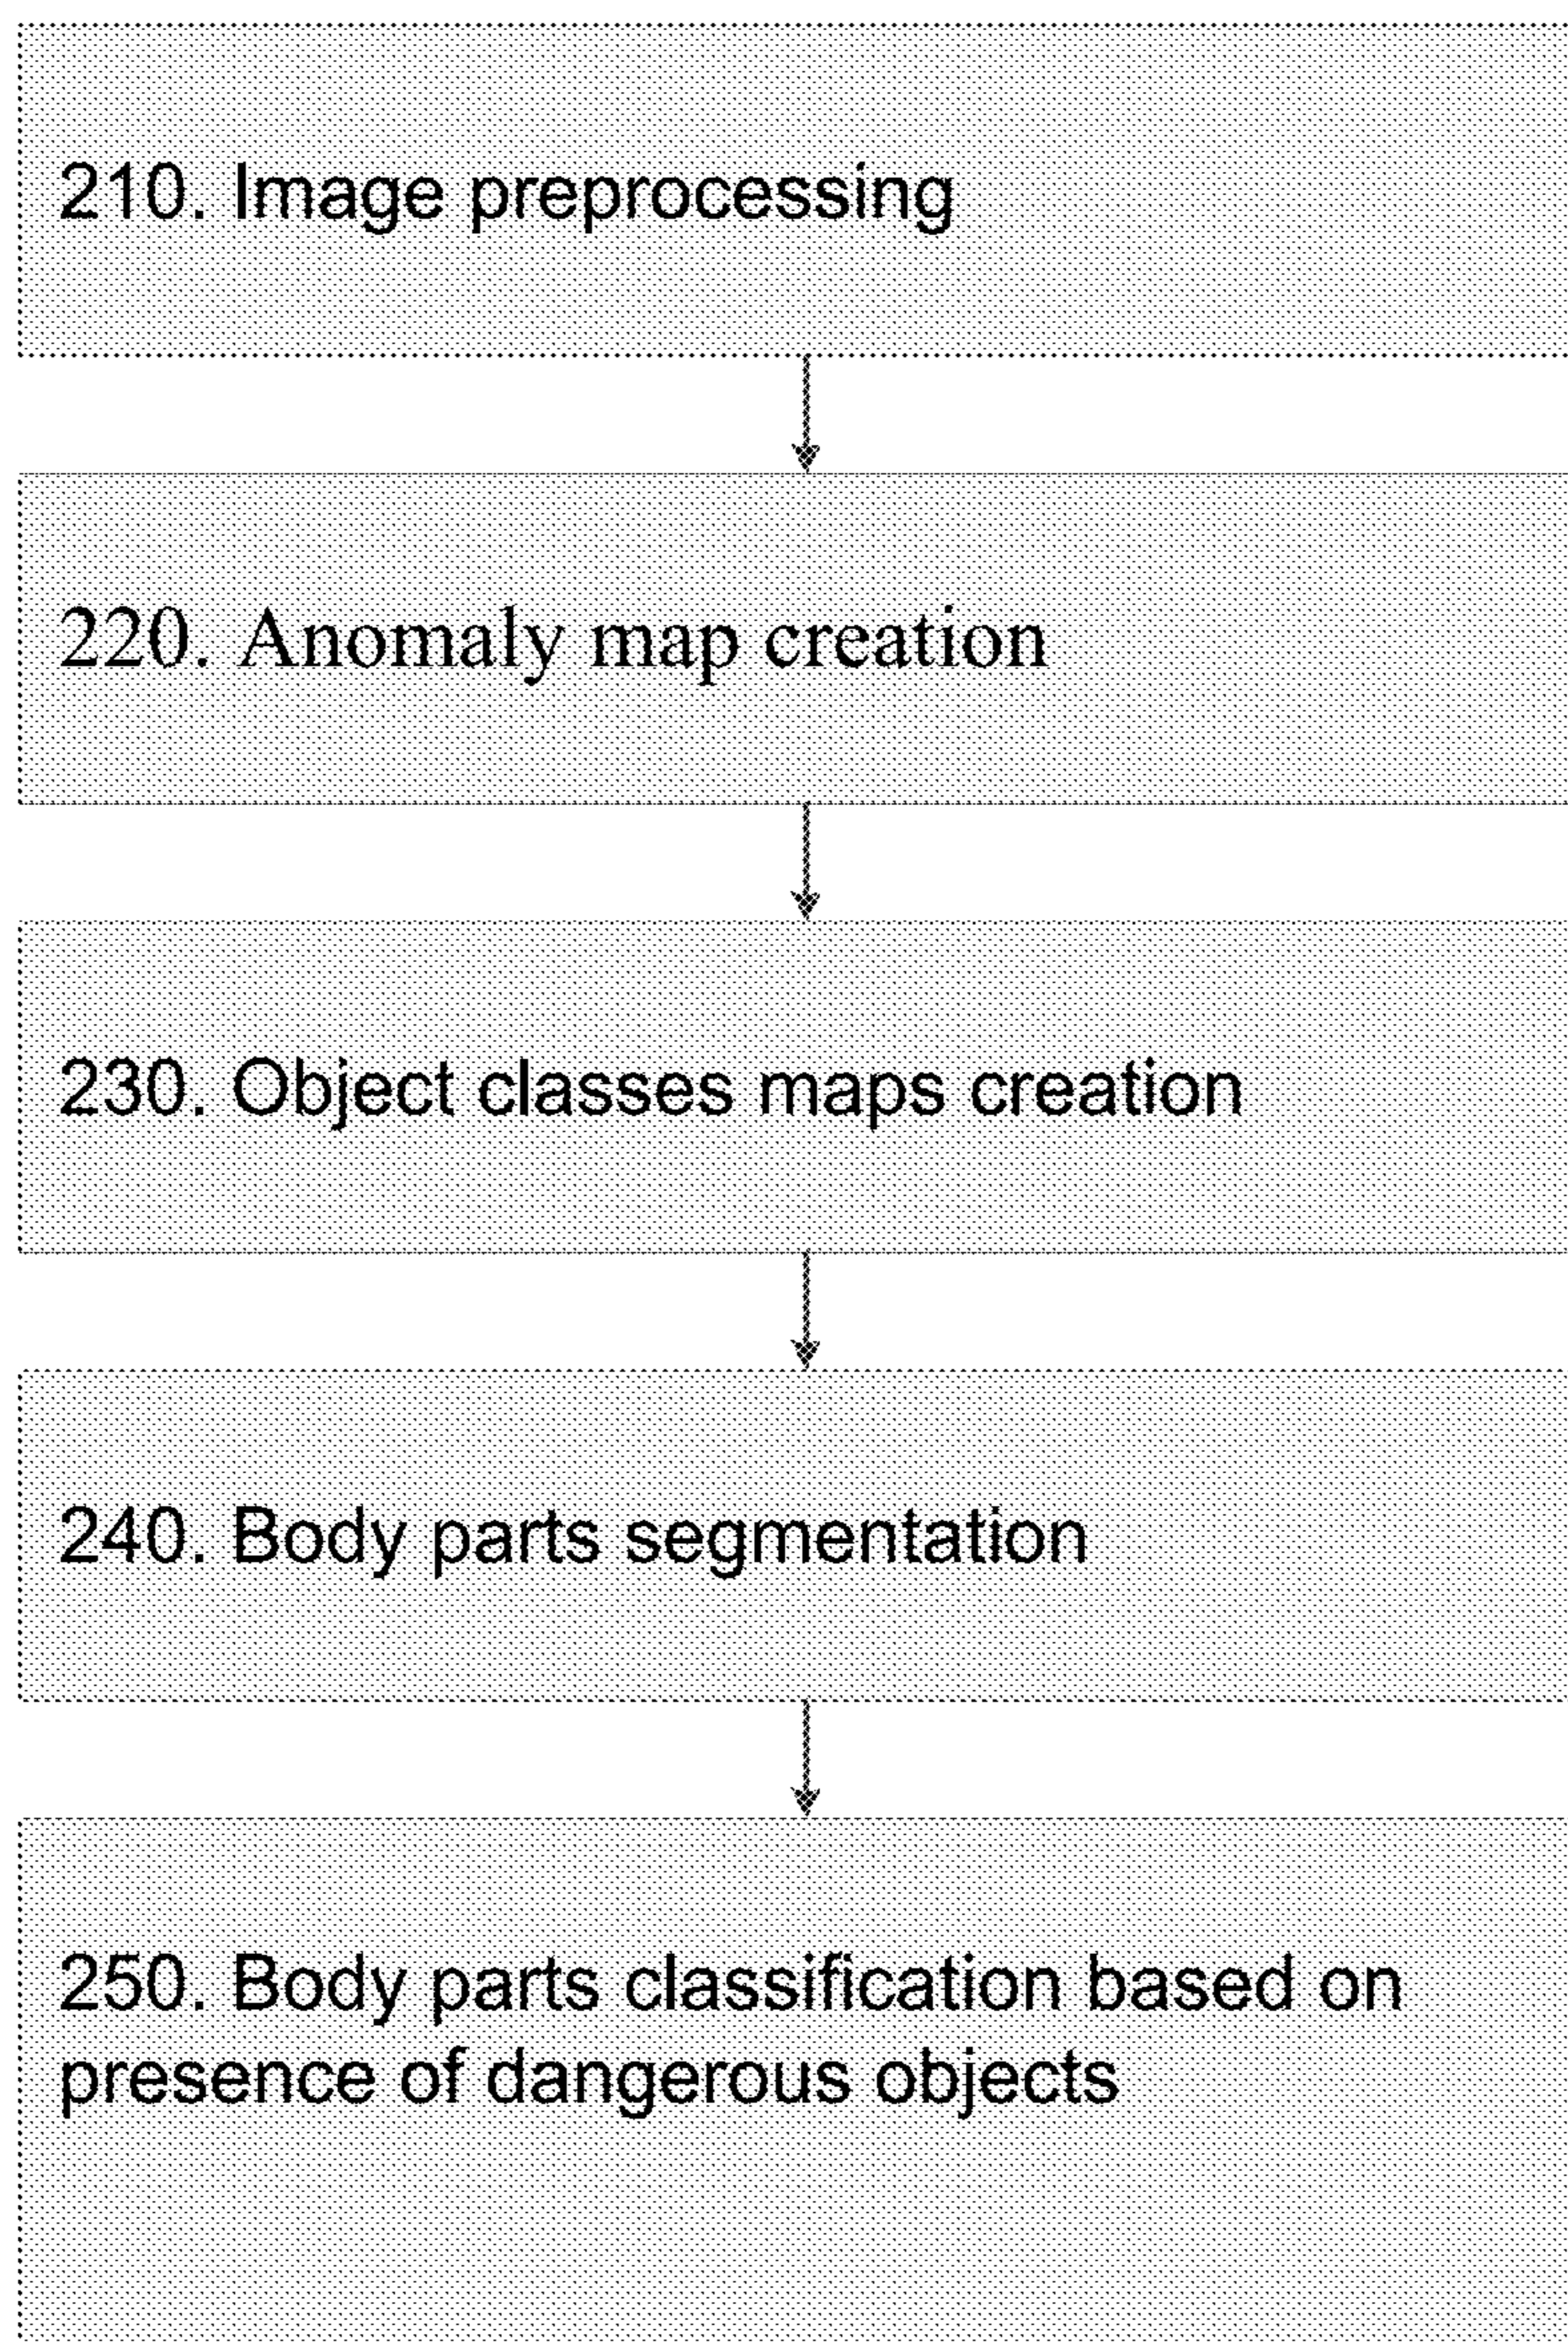 210. Image preprocessing
220. Anomaly map creation
230. Object classes maps creation
240. Body parts segmentation
250. Body parts classification based on
presence of dangerous objects